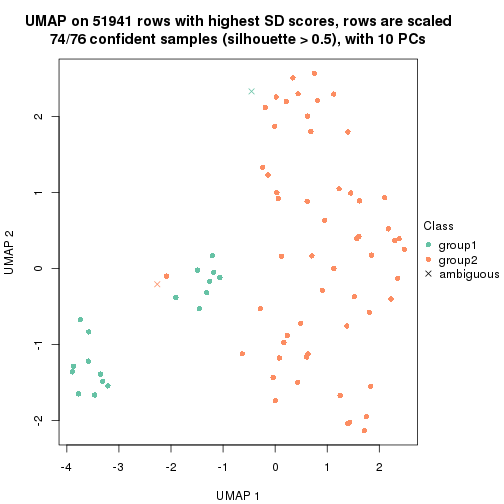 UMAP on 51941 rows with highest SD scores, rows are scaled
74/76 confident samples (silhouette > 0.5), with 10 PCs
2
1
0
-1
-2
UMAP 2
-4
-3
-2
-1
0
1
2
UMAP 1
Class
group1
group2
ambiguous